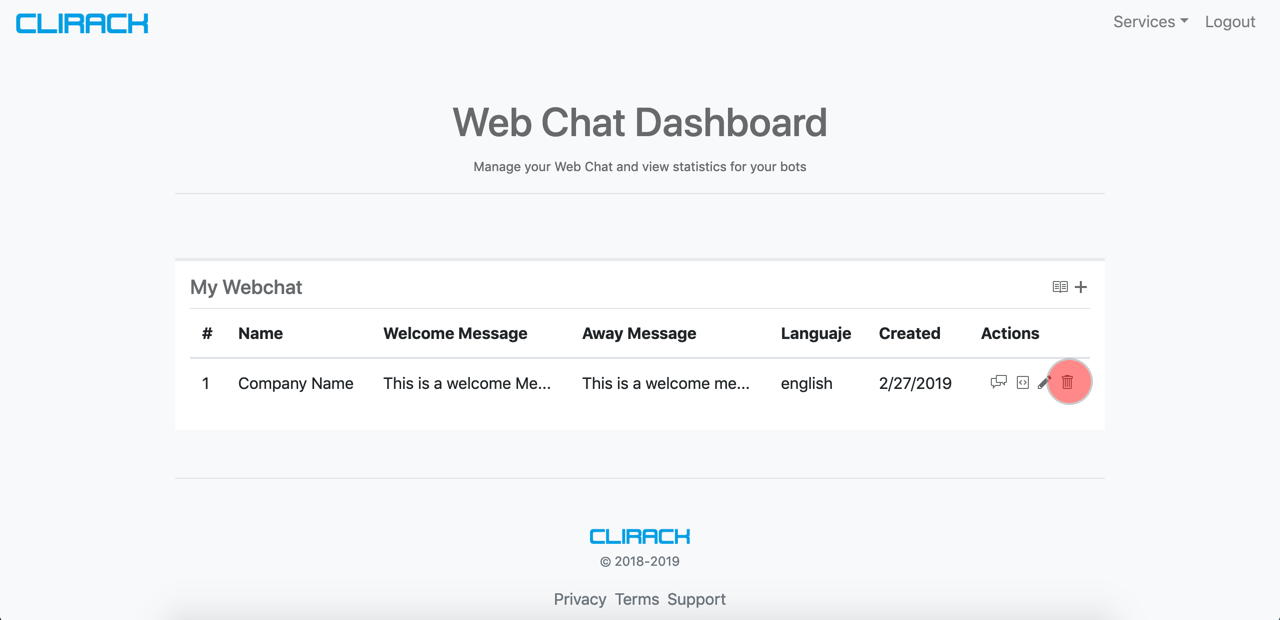 CLIRACK
Services Logout
Web Chat Dashboard
Manage your Web Chat and view statistics for your bots
My Webchat
# Name Welcome Message Away Message Languaje Created Actions
1 Company Name This is a welcome Me... This is a welcome me... english 2/27/2019
CLIRACK
© 2018-2019
Privacy Terms Support